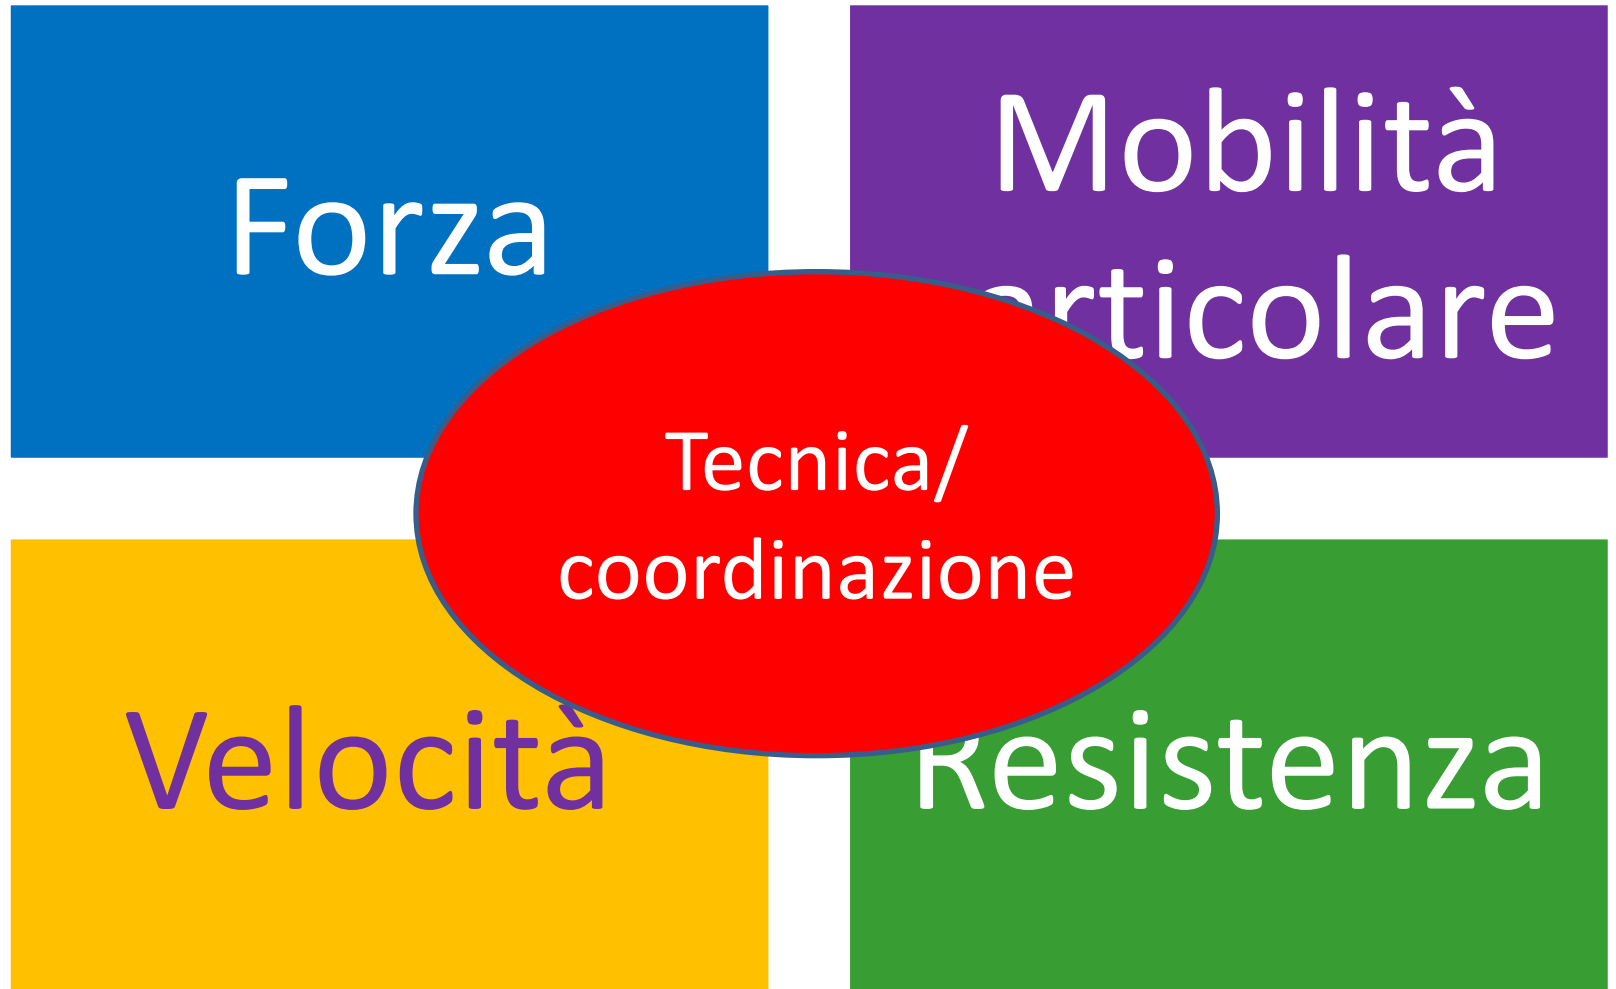 Forza
Mobilità
articolare
Tecnica/
coordinazione
Velocità
Resistenza